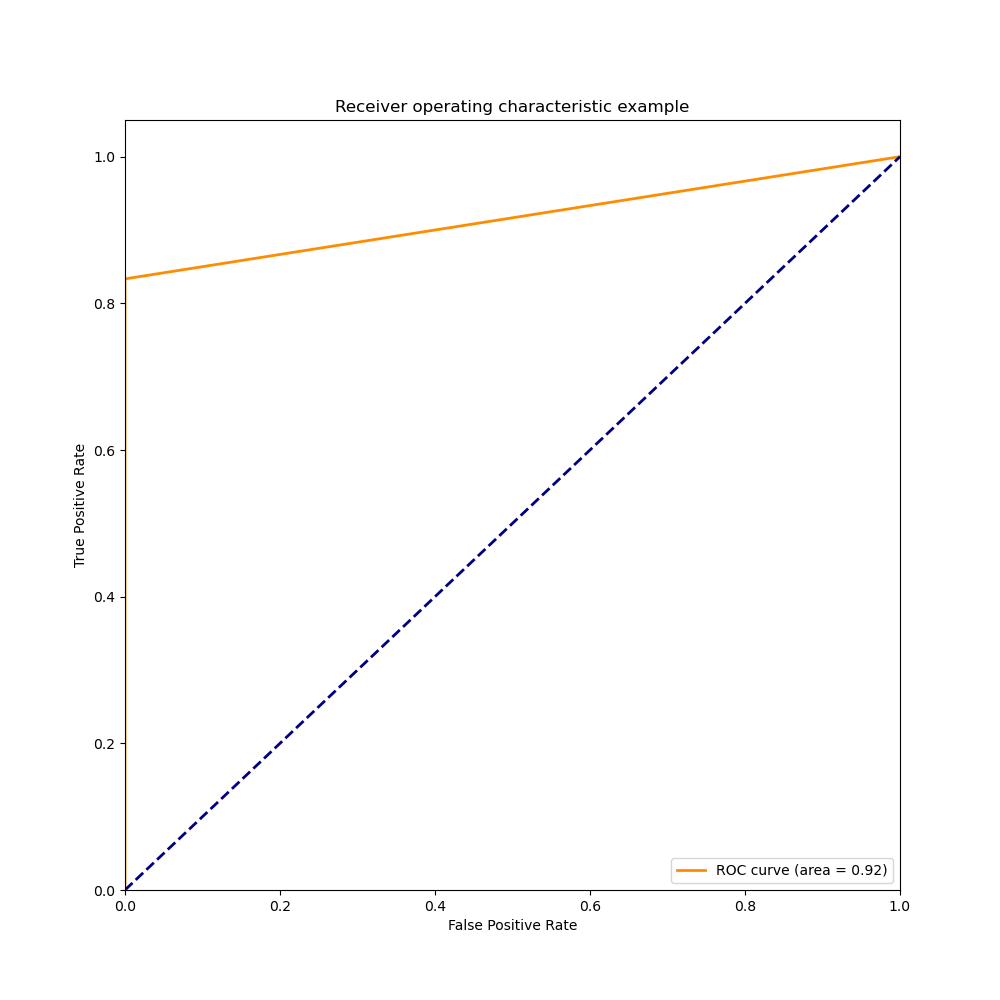 Receiver operating characteristic example
1.0
0.8
0.6
0.4
0.2
0.0
True Positive Rate
ROC curve (area = 0.92)
0.0 0.2 0.4 0.6 0.8 1.0
False Positive Rate